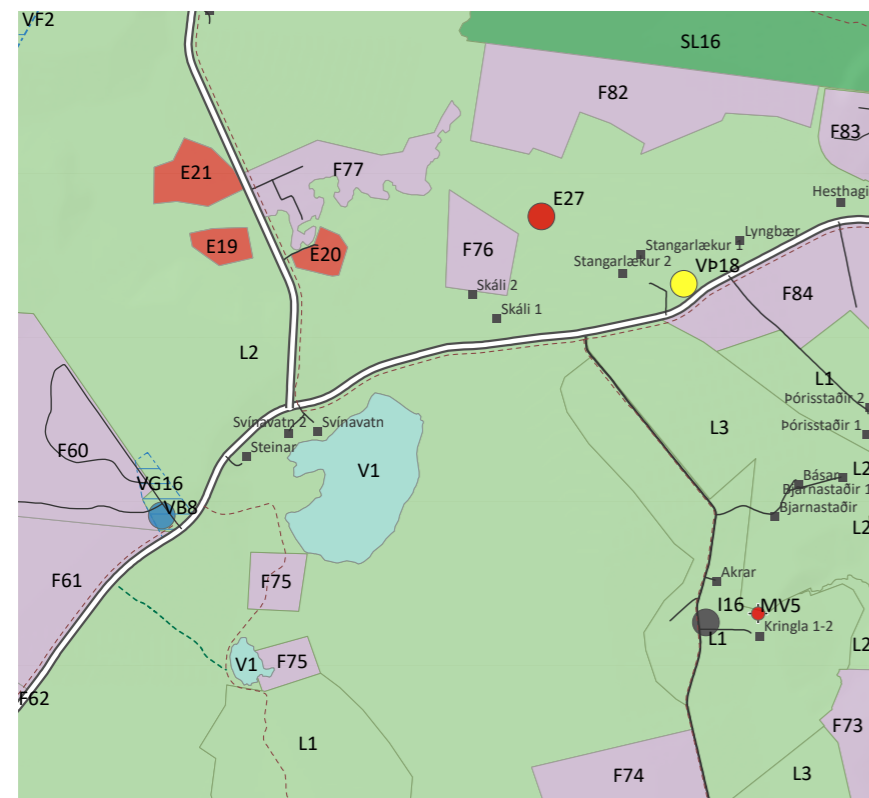 VF2
SL16
F82
F83
E21
F77
Hesthagi
E27
E19
E20
F76
Stangarlækur 1
Lyngbær
Stangarlækur 2
VÞ18
Skáli 2
F84
Skáli 1
L2
L1
Þórisstaðir 2
Svínavatn 2
Svínavatn
L3
Þórisstaðir 1
F60
Steinar
V1
L2
Básar
VG16
Bjarnastaðir 1
VB8
Bjarnastaðir
L2
F61
F75
Akrar
I16
MV5
Kringla 1-2
L1
L2
V1
F75
F62
F73
L1
F74
L3